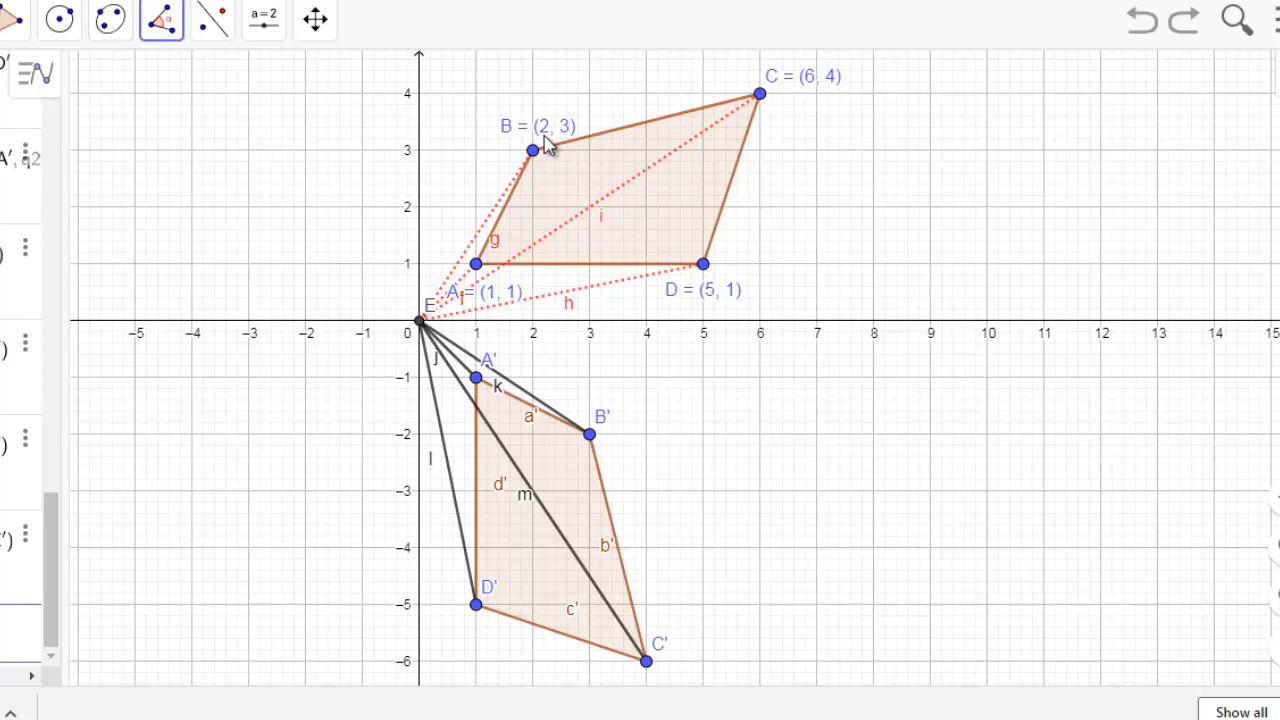 a=2
D′
C = (6, 4)
4
B = (2, 3)
A′, q2
3
2
i
g
)
1
A = (1, 1)
D = (5, 1)
E
f
h
−5 −4 −3 −2 −1 0 1 2 3 4 5 6 7 8 9 10 11 12 13 14 15
′)
j
A'
−1
k
a'
B'
−2
′)
l
−3
d'
m
−4
b'
′)
D'
−5
c'
C'
−6
Show all